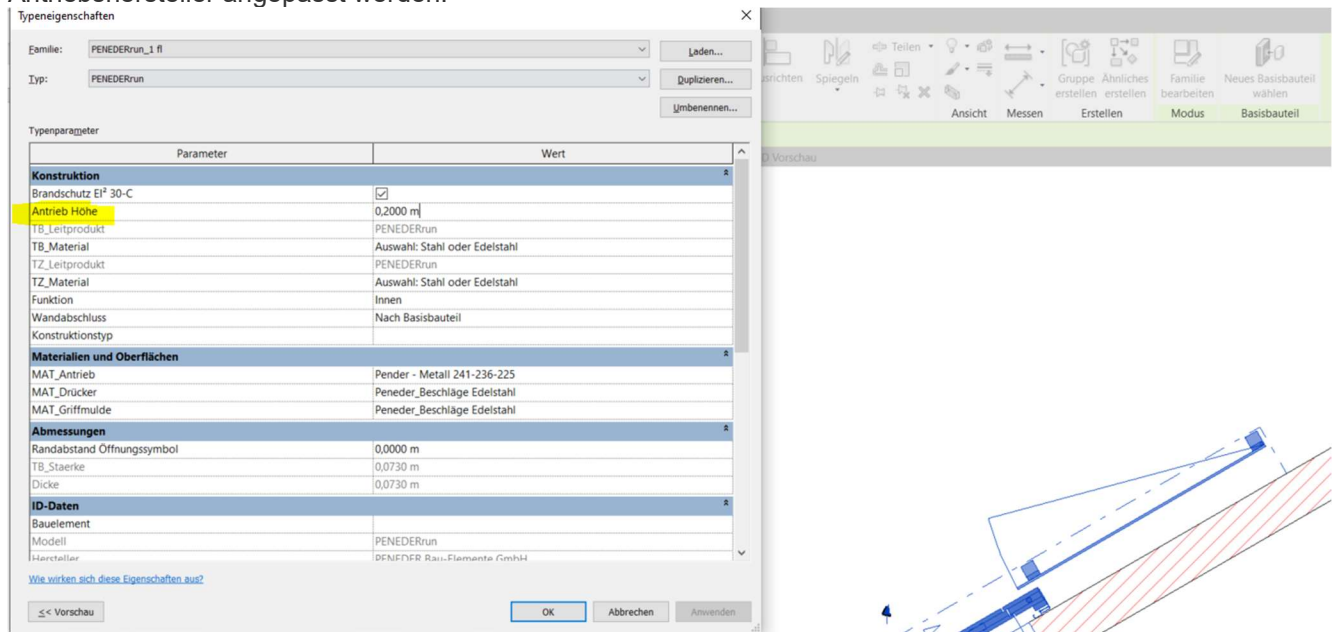 Antriebehersteller angepasst werden.
Typeneigenschaften
Familie: PENEDERrun_1 fl Laden...
Typ: PENEDERrun Duplizieren...
Umbenennen...
Typenparameter
Parameter Wert
Konstruktion
Brandschutz EI² 30-C
Antrieb Höhe 0,2000 m
TB_Leitprodukt PENEDERrun
TB_Material Auswahl: Stahl oder Edelstahl
TZ_Leitprodukt PENEDERrun
TZ_Material Auswahl: Stahl oder Edelstahl
Funktion Innen
Wandabschluss Nach Basisbauteil
Konstruktionstyp
Materialien und Oberflächen
MAT_Antrieb Pender - Metall 241-236-225
MAT_Drücker Peneder_Beschläge Edelstahl
MAT_Griffmulde Peneder_Beschläge Edelstahl
Abmessungen
Randabstand Öffnungssymbol 0,0000 m
TB_Staerke 0,0730 m
Dicke 0,0730 m
ID-Daten
Bauelement
Modell PENEDERrun
Hersteller PENEDER Bau-Elemente GmbH
Wie wirken sich diese Eigenschaften aus?
<< Vorschau OK Abbrechen Anwenden
Teilen
Spiegeln
Gruppe erstellen
Ähnliches erstellen
Familie bearbeiten
Neues Basisbauteil wählen
Ansicht Messen Erstellen Modus Basisbauteil
D Vorschau